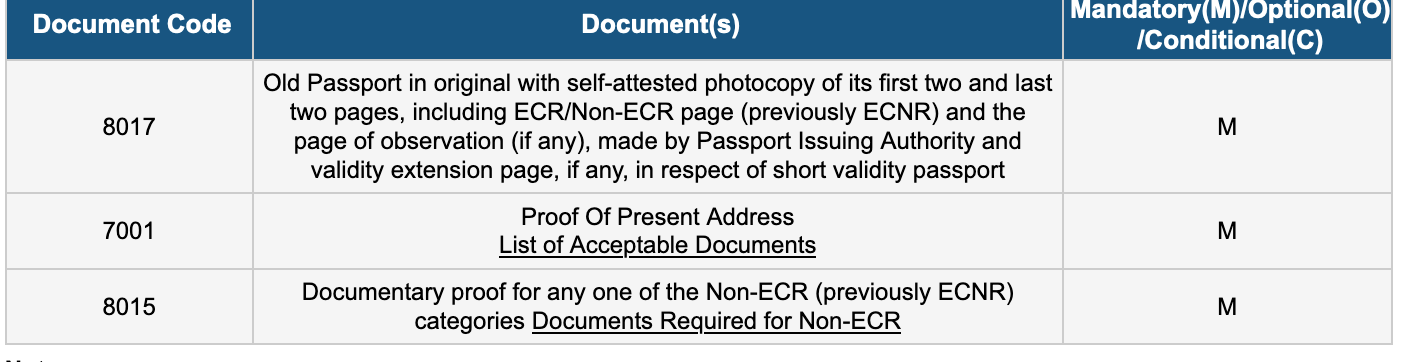 Document Code
Document(s)
Mandatory(M)/Optional(O)
/Conditional(C)
8017
Old Passport in original with self-attested photocopy of its first two and last
two pages, including ECR/Non-ECR page (previously ECNR) and the
page of observation (if any), made by Passport Issuing Authority and
validity extension page, if any, in respect of short validity passport
M
7001
Proof Of Present Address
List of Acceptable Documents
M
8015
Documentary proof for any one of the Non-ECR (previously ECNR)
categories Documents Required for Non-ECR
M